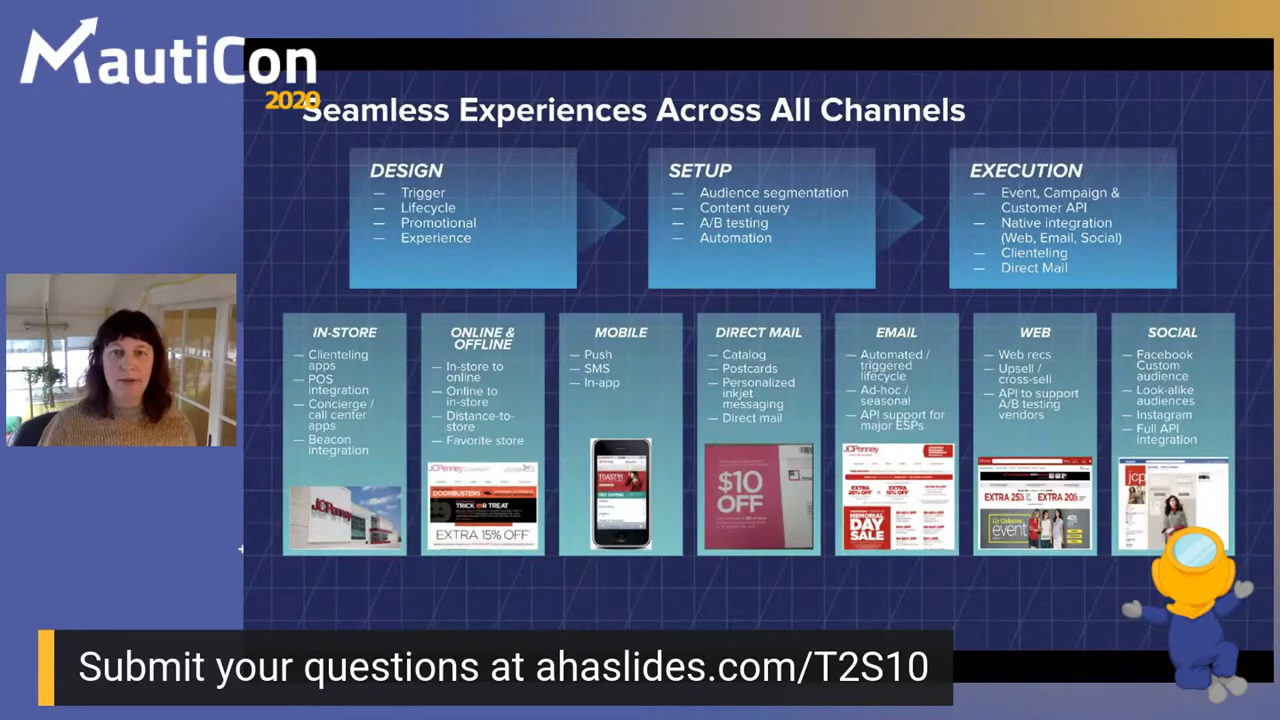 MautiCon
2020
Seamless Experiences Across All Channels
DESIGN
— Trigger
— Lifecycle
— Promotional
— Experience
SETUP
— Audience segmentation
— Content query
— A/B testing
— Automation
EXECUTION
— Event, Campaign &
Customer API
— Native integration
(Web, Email, Social)
— Clienteling
— Direct Mail
IN-STORE
— Clienteling
apps
— POS
integration
— Concierge /
call center
apps
— Beacon
integration
JCPenney
ONLINE &
OFFLINE
— In-store to
online
— Online to
in-store
— Distance-to-
store
— Favorite store
JCPenney
DOORBUSTERS
TRICK OR TREAT
EXTRA 15% OFF
MOBILE
— Push
— SMS
— In-app
DIRECT MAIL
— Catalog
— Postcards
— Personalized
inkjet
messaging
— Direct mail
$10
OFF
EMAIL
— Automated /
triggered
lifecycle
— Ad-hoc /
seasonal
— API support for
major ESPs
JCPenney
MEMORIAL
DAY
SALE
WEB
— Web recs
— Upsell /
cross-sell
— API to support
A/B testing
vendors
EXTRA 25% EXTRA 20%
Liz Claiborne
event
SOCIAL
— Facebook
Custom
audience
— Look-alike
audiences
— Instagram
— Full API
integration
jcp
Submit your questions at ahaslides.com/T2S10